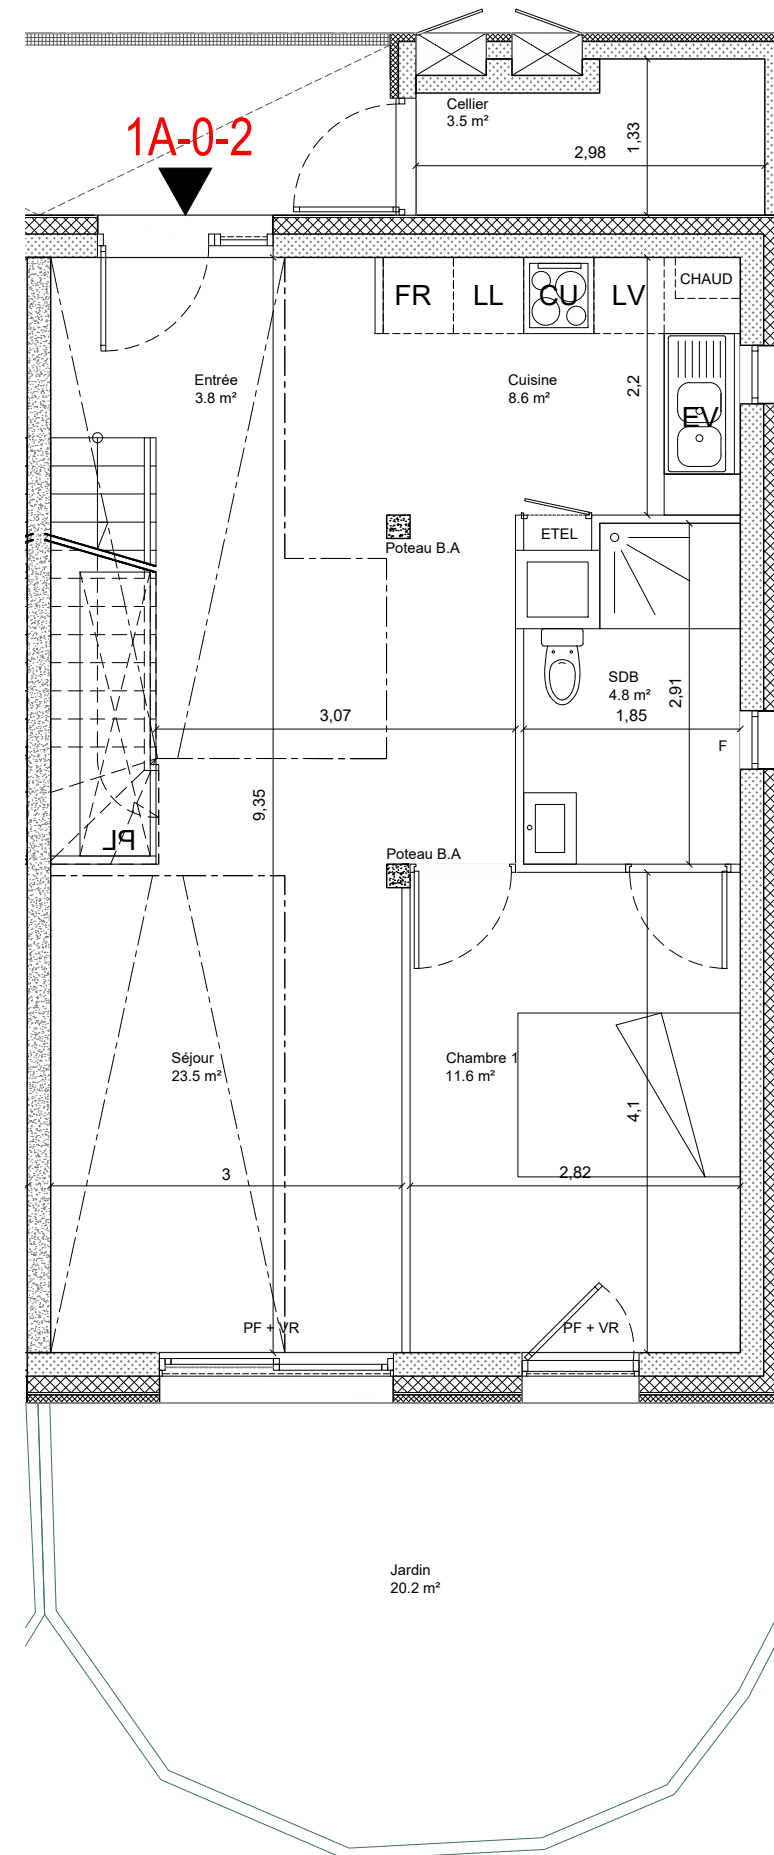 Cellier
3.5 m²
1A-0-2
1,33
2,98
FR
LL
CU
LV
CHAUD
Entrée
3.8 m²
Cuisine
8.6 m²
2,2
EV
ETEL
Poteau B.A
SDB
4.8 m²
2,91
3,07
1,85
F
9,35
PL
Poteau B.A
Séjour
23.5 m²
Chambre 1
11.6 m²
4,1
3
2,82
PF + VR
PF + VR
Jardin
20.2 m²